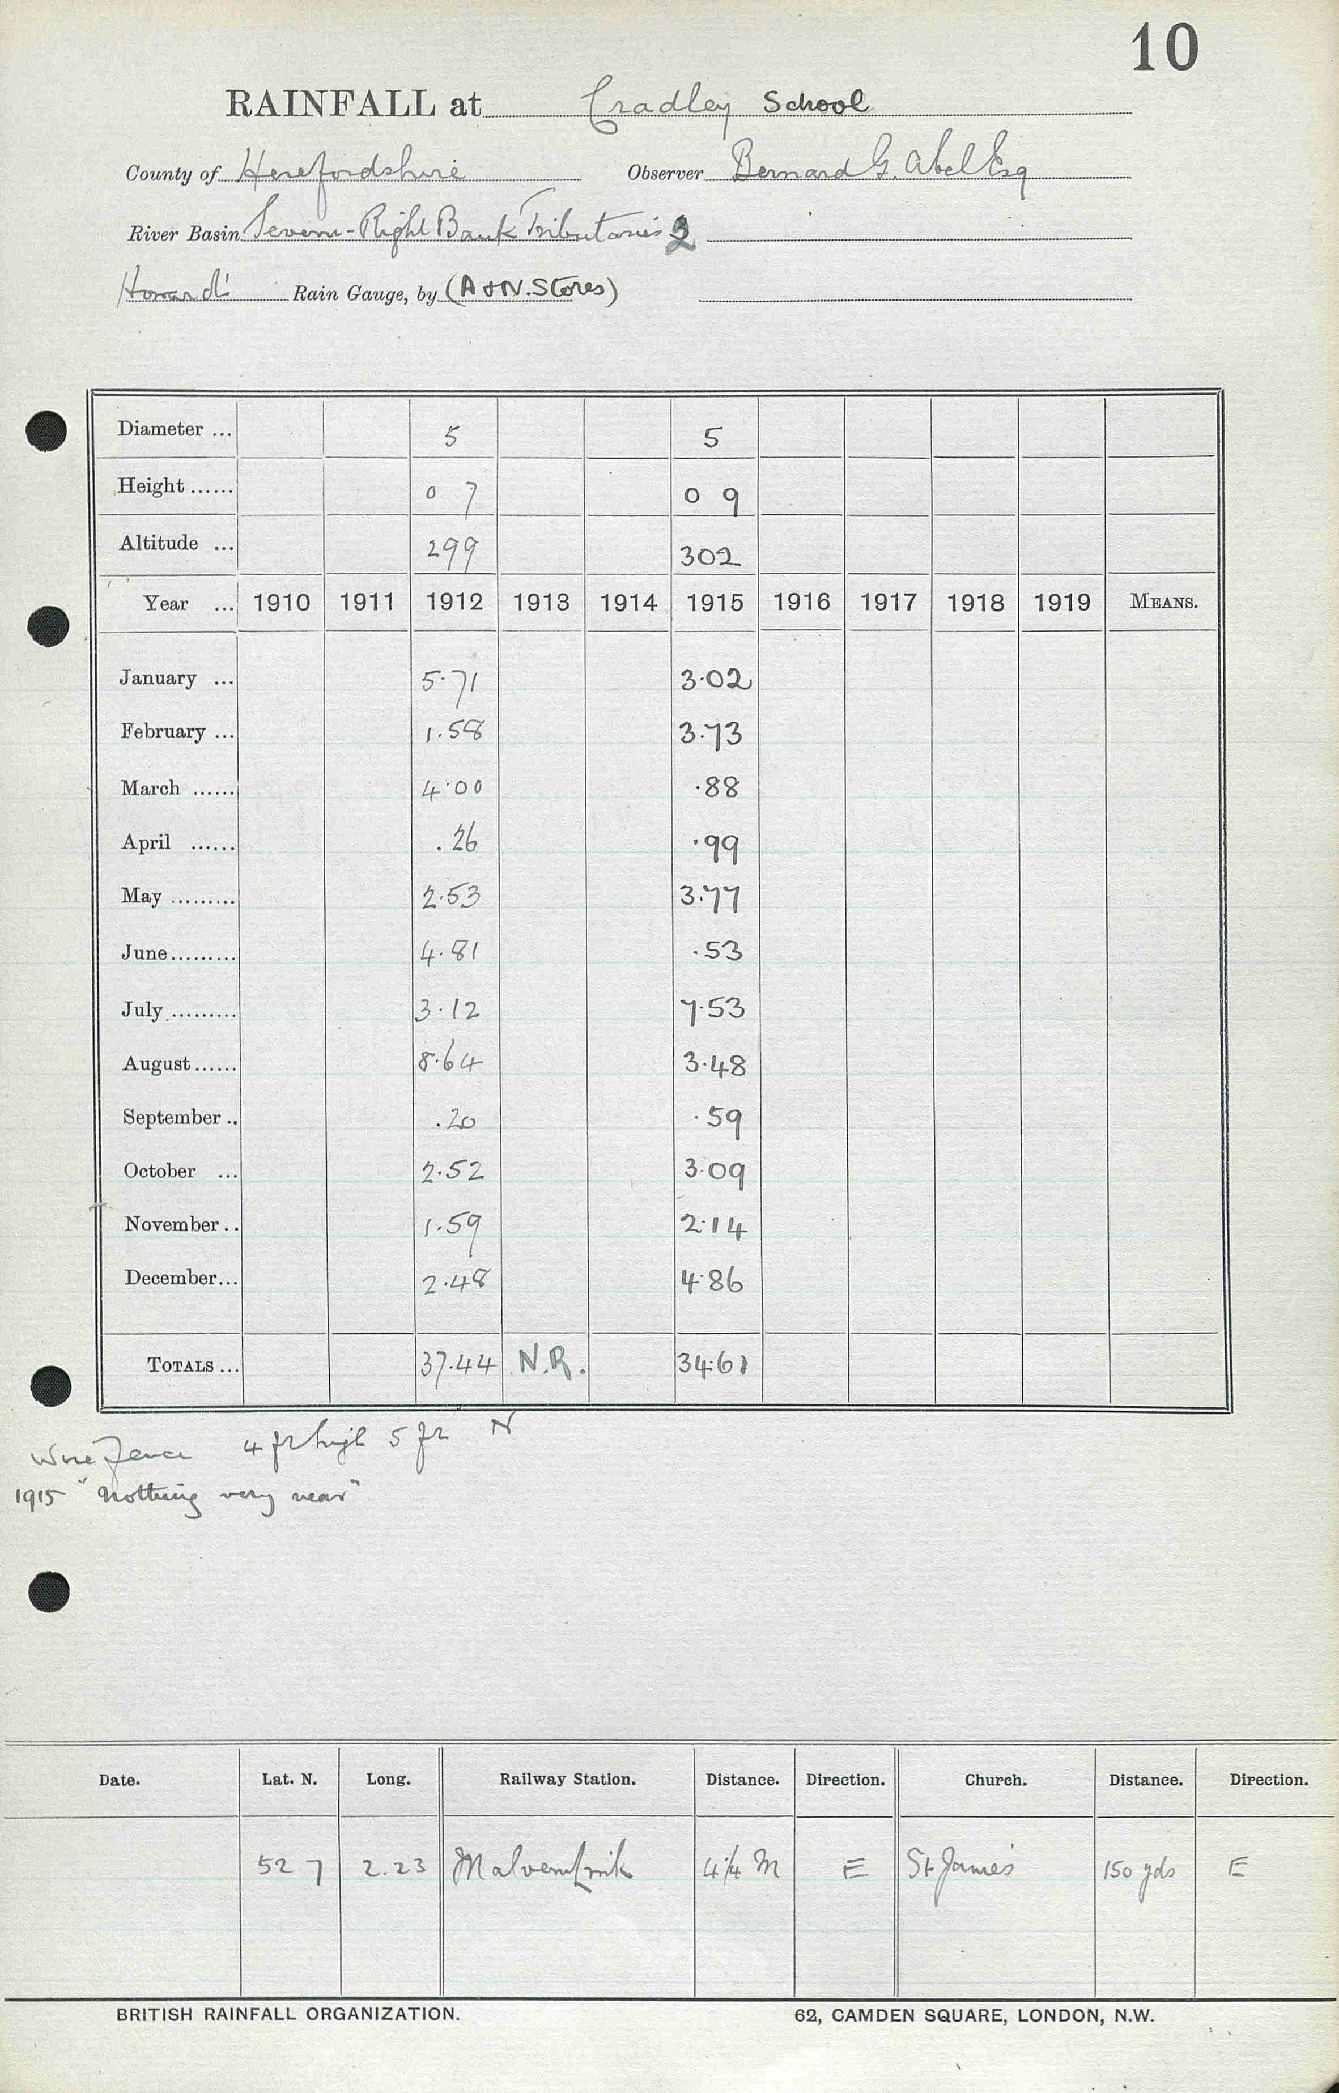 10
RAINFALL at Cradley School
County of Herefordshire Observer Bernard G. Abel Esq
River Basin Severn - Right Bank Tributaries 2
Howard's Rain Gauge, by (A & N. Stores)
Diameter ... 5 5
Height ...... 0 7 0 9
Altitude ... 299 302
Year ... 1910 1911 1912 1913 1914 1915 1916 1917 1918 1919 MEANS.
January ... 5.71 3.02
February ... 1.58 3.73
March ...... 4.00 .88
April ...... .26 .99
May ......... 2.53 3.77
June......... 4.81 .53
July ......... 3.12 7.53
August...... 8.64 3.48
September .. .20 .59
October ... 2.52 3.09
November .. 1.59 2.14
December... 2.48 4.86
TOTALS ... 37.44 N.R. 34.61
Wire Fence 4 ft high 5 ft N
1915 "Nothing very near"
Date. Lat. N. Long. Railway Station. Distance. Direction. Church. Distance. Direction.
52 7 2.23 Malvern Link 4¼ M E St James 150 yds E
BRITISH RAINFALL ORGANIZATION. 62, CAMDEN SQUARE, LONDON, N.W.